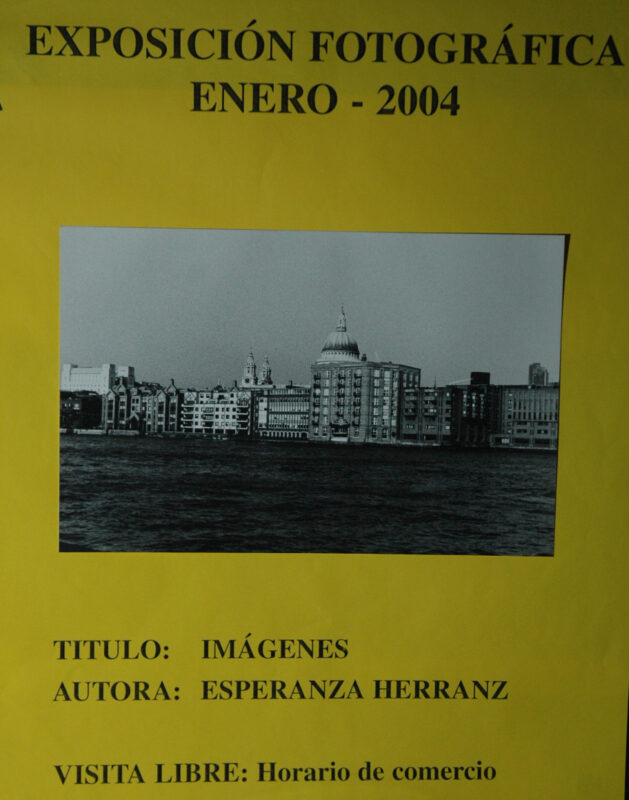 EXPOSICIÓN FOTOGRÁFICA
ENERO - 2004
TITULO: IMÁGENES
AUTORA: ESPERANZA HERRANZ
VISITA LIBRE: Horario de comercio